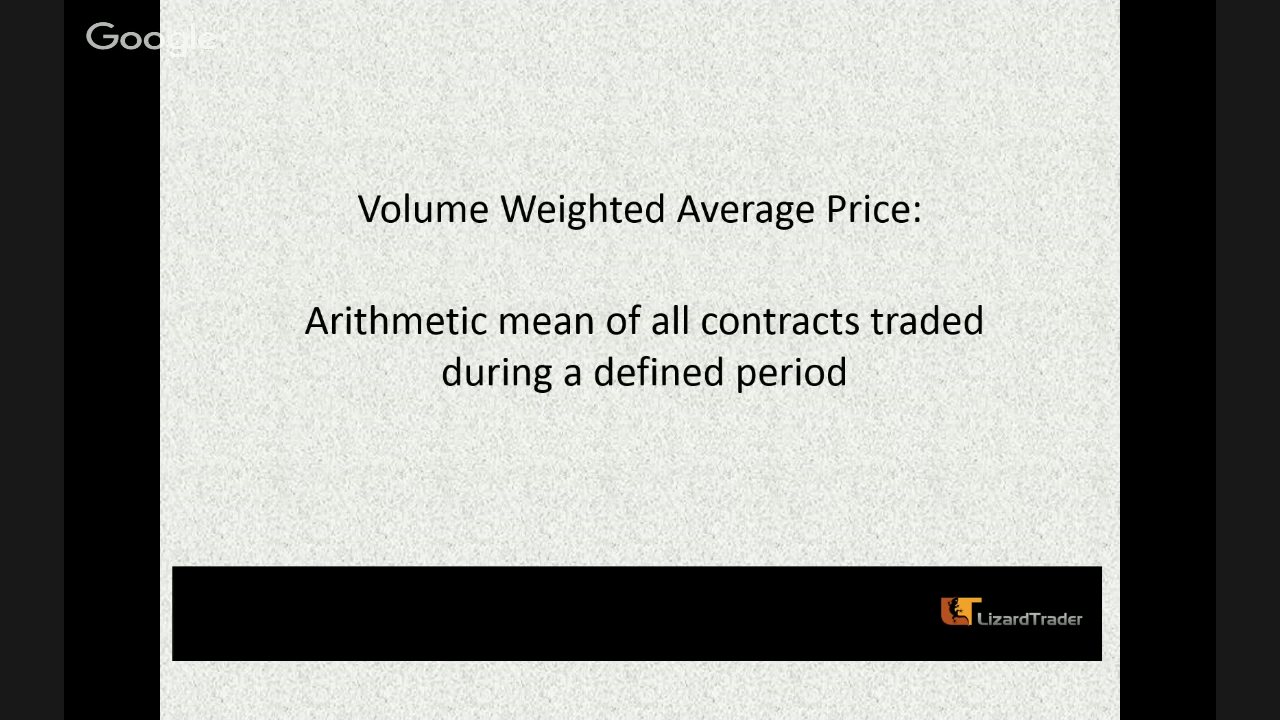 Google
Volume Weighted Average Price:
Arithmetic mean of all contracts traded
during a defined period
LizardTrader